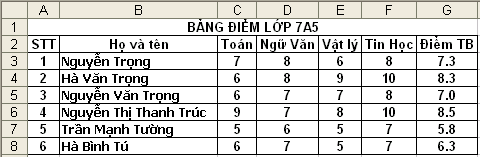 A B C D E F G
1 BẢNG ĐIỂM LỚP 7A5
2 STT Họ và tên Toán Ngữ Văn Vật lý Tin Học Điểm TB
3 1 Nguyễn Trọng 7 8 6 8 7.3
4 2 Hà Văn Trọng 6 8 9 10 8.3
5 3 Nguyễn Văn Trọng 6 7 7 8 7.0
6 4 Nguyễn Thị Thanh Trúc 9 7 8 10 8.5
7 5 Trần Mạnh Tường 5 6 5 7 5.8
8 6 Hà Bình Tú 6 7 5 7 6.3